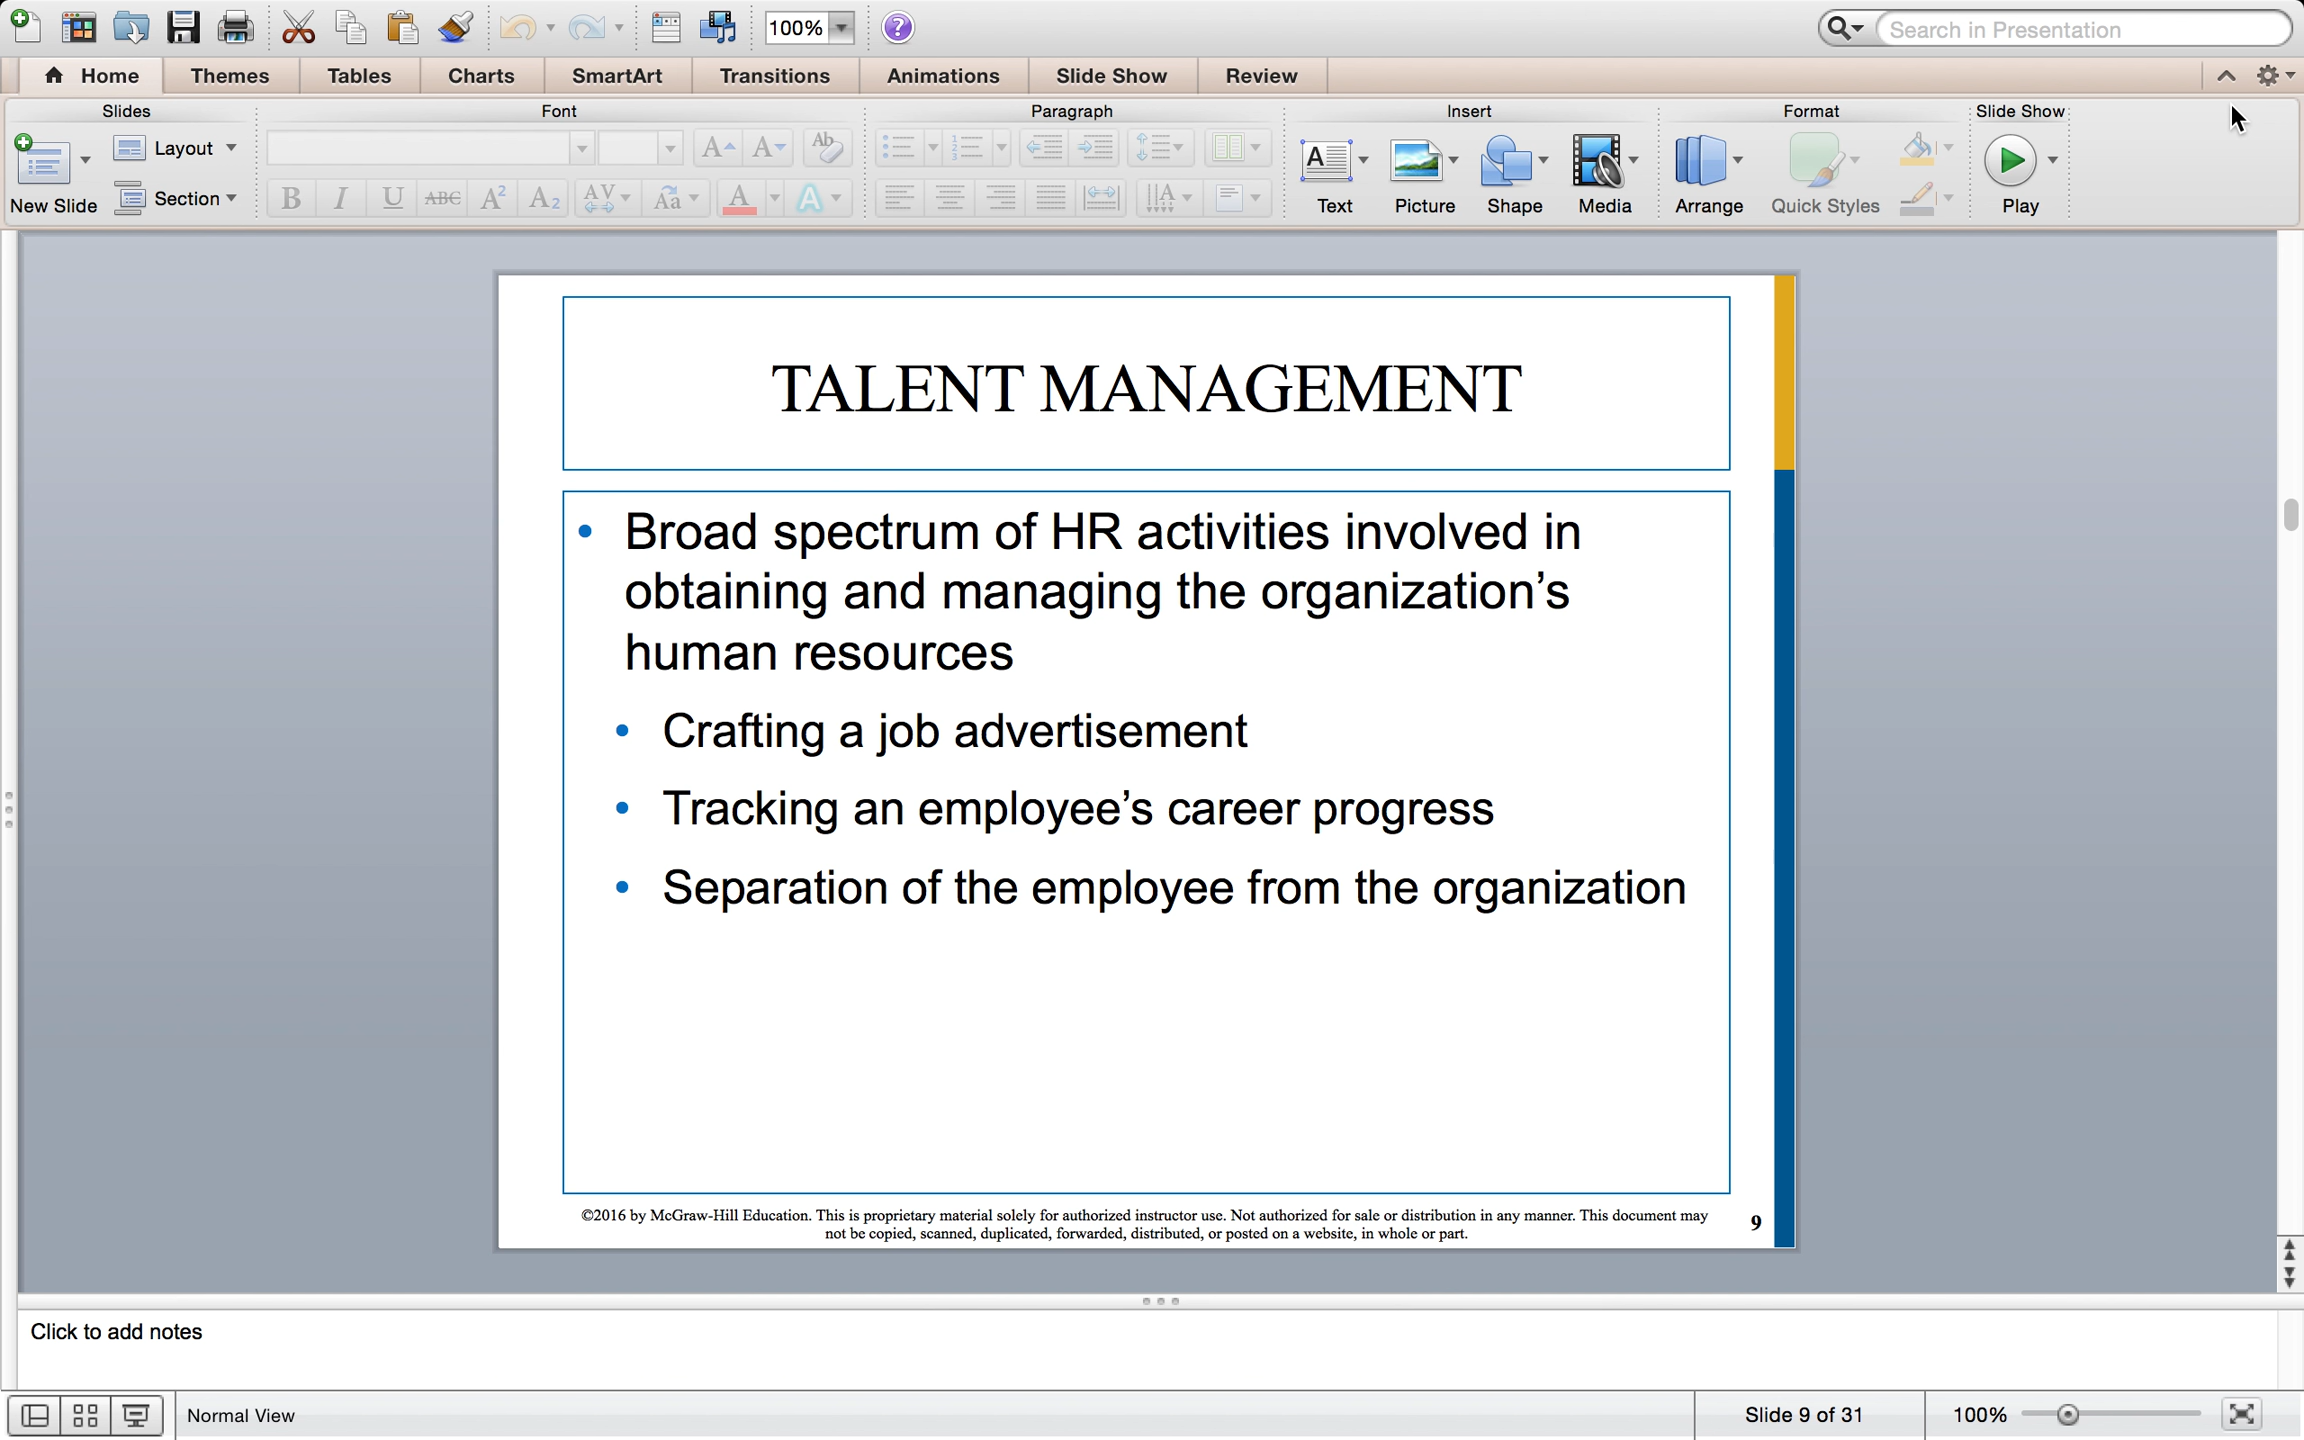 100%
Search in Presentation
Home
Themes
Tables
Charts
SmartArt
Transitions
Animations
Slide Show
Review
Slides
Font
Paragraph
Insert
Format
Slide Show
Layout
Section
New Slide
B I U ABC A² A₂ AV Aa A A
Text
Picture
Shape
Media
Arrange
Quick Styles
Play
TALENT MANAGEMENT
• Broad spectrum of HR activities involved in
obtaining and managing the organization’s
human resources
• Crafting a job advertisement
• Tracking an employee’s career progress
• Separation of the employee from the organization
©2016 by McGraw-Hill Education. This is proprietary material solely for authorized instructor use. Not authorized for sale or distribution in any manner. This document may
not be copied, scanned, duplicated, forwarded, distributed, or posted on a website, in whole or part.
9
Click to add notes
Normal View
Slide 9 of 31
100%